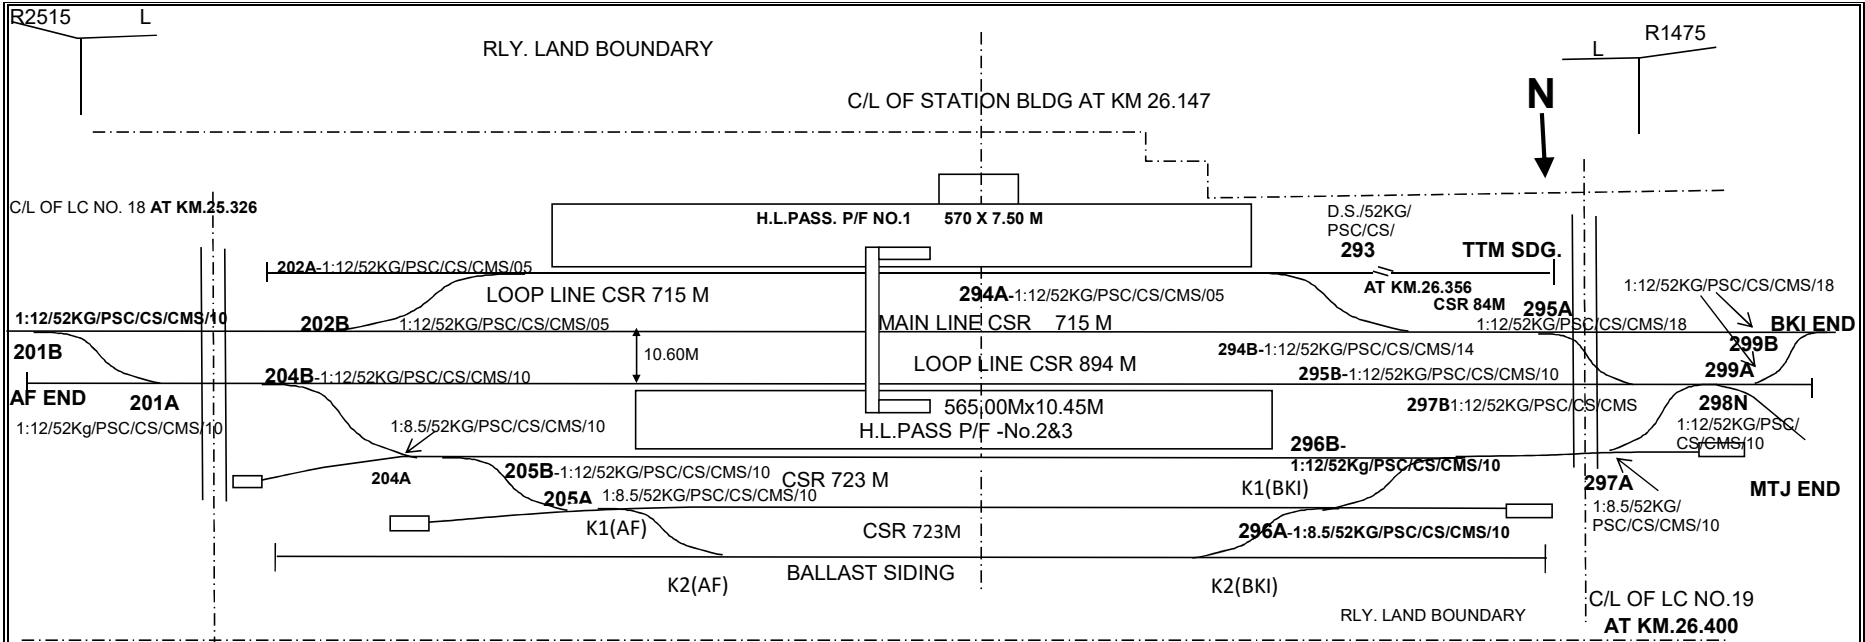 R2515 L
RLY. LAND BOUNDARY
L R1475
C/L OF STATION BLDG AT KM 26.147
N
C/L OF LC NO. 18 AT KM.25.326
H.L.PASS. P/F NO.1 570 X 7.50 M
D.S./52KG/
PSC/CS/
293
TTM SDG.
202A-1:12/52KG/PSC/CS/CMS/05
LOOP LINE CSR 715 M
294A-1:12/52KG/PSC/CS/CMS/05
AT KM.26.356
CSR 84M
295A
1:12/52KG/PSC/CS/CMS/18
1:12/52KG/PSC/CS/CMS/10
202B
1:12/52KG/PSC/CS/CMS/05
MAIN LINE CSR 715 M
1:12/52KG/PSC/CS/CMS/18
BKI END
201B
10.60M
LOOP LINE CSR 894 M
294B-1:12/52KG/PSC/CS/CMS/14
299B
204B-1:12/52KG/PSC/CS/CMS/10
295B-1:12/52KG/PSC/CS/CMS/10
299A
AF END
201A
565.00Mx10.45M
297B1:12/52KG/PSC/CS/CMS
298N
1:12/52Kg/PSC/CS/CMS/10
1:8.5/52KG/PSC/CS/CMS/10
H.L.PASS P/F -No.2&3
1:12/52KG/PSC/
CS/CMS/10
296B-
1:12/52Kg/PSC/CS/CMS/10
204A
205B-1:12/52KG/PSC/CS/CMS/10
CSR 723 M
297A
MTJ END
205A 1:8.5/52KG/PSC/CS/CMS/10
K1(BKI)
1:8.5/52KG/
PSC/CS/CMS/10
K1(AF)
CSR 723M
296A-1:8.5/52KG/PSC/CS/CMS/10
BALLAST SIDING
K2(AF)
K2(BKI)
RLY. LAND BOUNDARY
C/L OF LC NO.19
AT KM.26.400